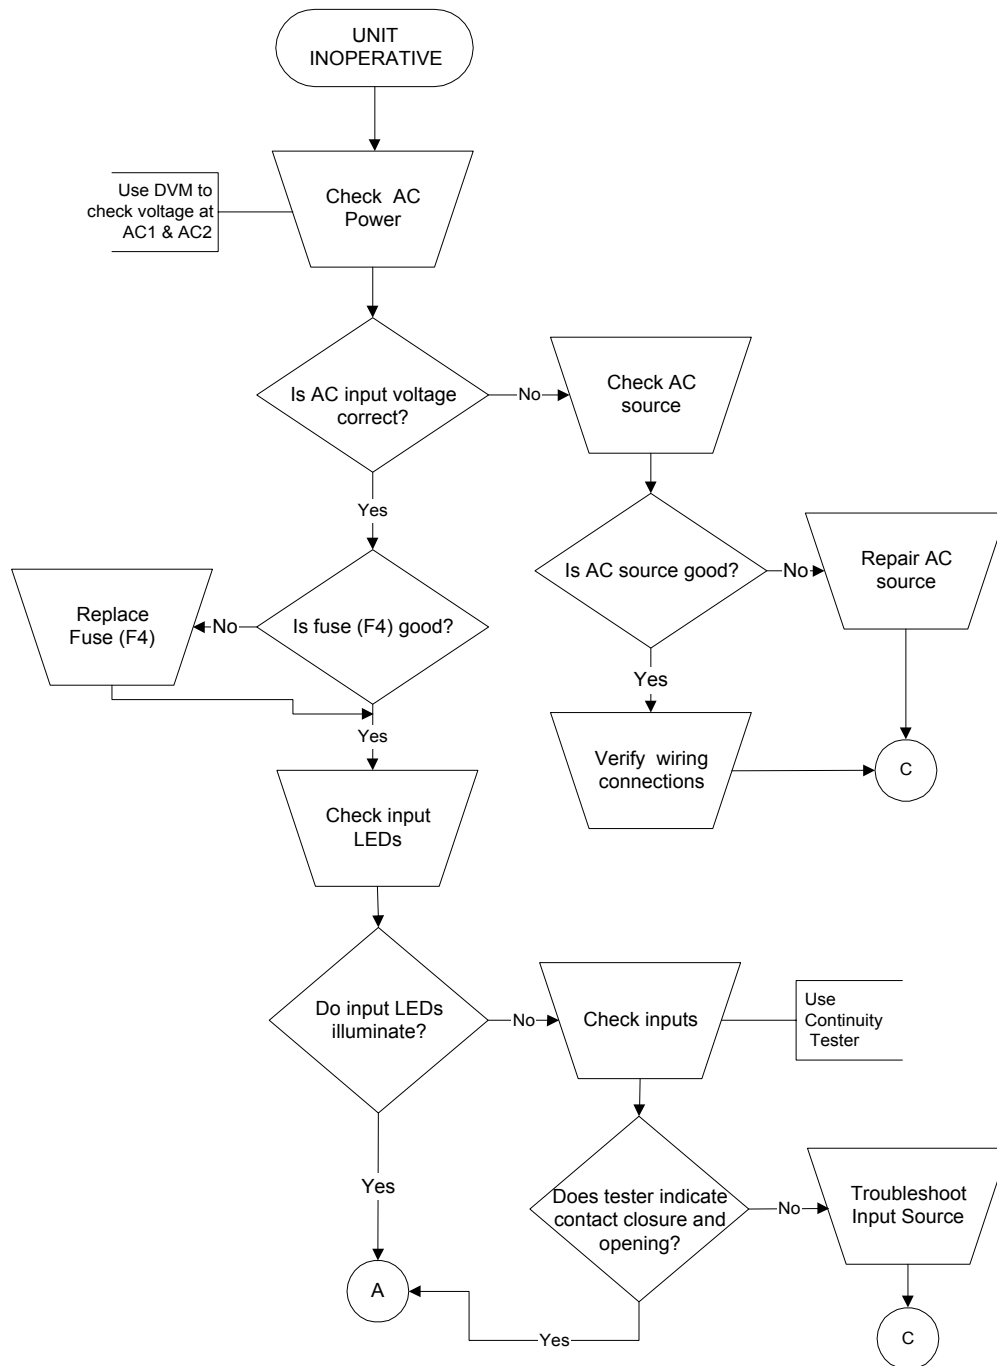 UNIT
INOPERATIVE
Check AC
Power
Use DVM to
check voltage at
AC1 & AC2
Is AC input voltage
correct?
No
Check AC
source
Yes
Is AC source good?
No
Repair AC
source
Replace
Fuse (F4)
No
Is fuse (F4) good?
Yes
Yes
Verify wiring
connections
C
Check input
LEDs
Do input LEDs
illuminate?
No
Check inputs
Use
Continuity
Tester
Yes
Does tester indicate
contact closure and
opening?
No
Troubleshoot
Input Source
A
Yes
C